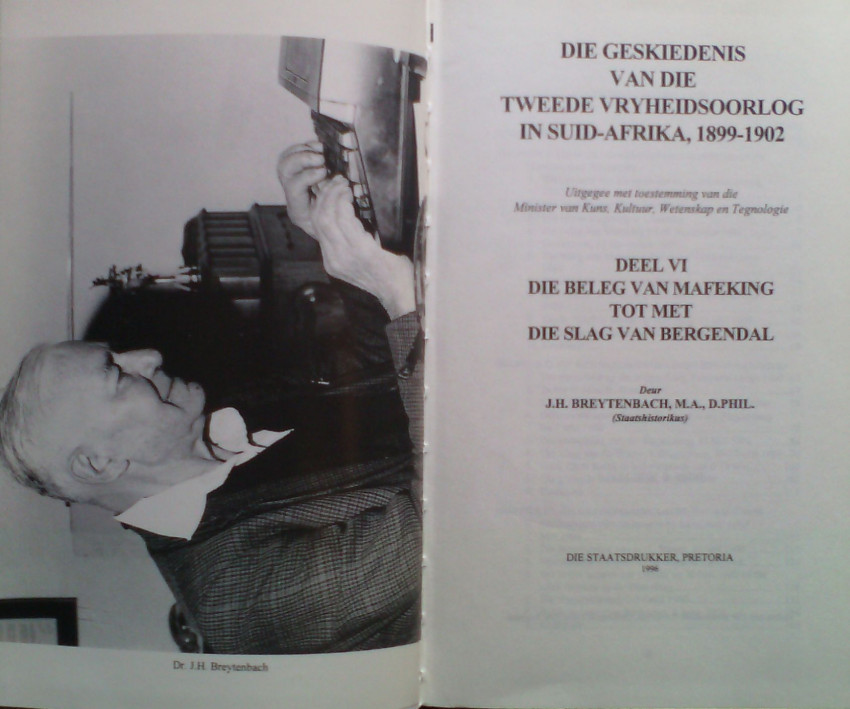 Dr. J.H. Breytenbach
DIE GESKIEDENIS
VAN DIE
TWEEDE VRYHEIDSOORLOG
IN SUID-AFRIKA, 1899-1902
Uitgegee met toestemming van die
Minister van Kuns, Kultuur, Wetenskap en Tegnologie
DEEL VI
DIE BELEG VAN MAFEKING
TOT MET
DIE SLAG VAN BERGENDAL
Deur
J.H. BREYTENBACH, M.A., D.PHIL.
(Staatshistorikus)
DIE STAATSDRUKKER, PRETORIA
1996